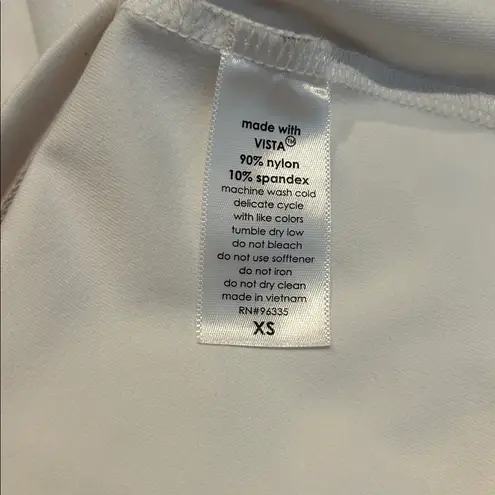 made with
VISTA™
90% nylon
10% spandex
machine wash cold
delicate cycle
with like colors
tumble dry low
do not bleach
do not use sofftener
do not iron
do not dry clean
made in vietnam
RN#96335
XS